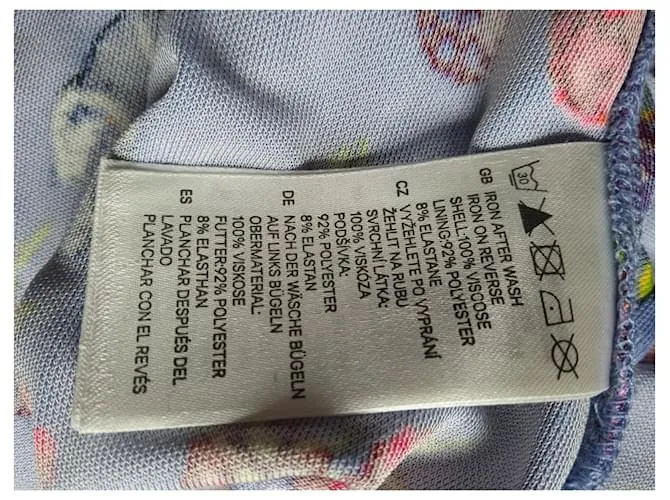 30
GB IRON AFTER WASH
IRON ON REVERSE
SHELL:100% VISCOSE
LINING:92% POLYESTER
8% ELASTANE
CZ VYŽEHLETE PO VYPRÁNÍ
ŽEHLIT NA RUBU
SVRCHNÍ LÁTKA:
100% VISKOZA
PODŠÍVKA:
92% POLYESTER
8% ELASTAN
DE NACH DER WÄSCHE BÜGELN
AUF LINKS BÜGELN
OBERMATERIAL:
100% VISKOSE
FUTTER:92% POLYESTER
8% ELASTHAN
ES PLANCHAR DESPUÉS DEL
LAVADO
PLANCHAR CON EL REVÉS